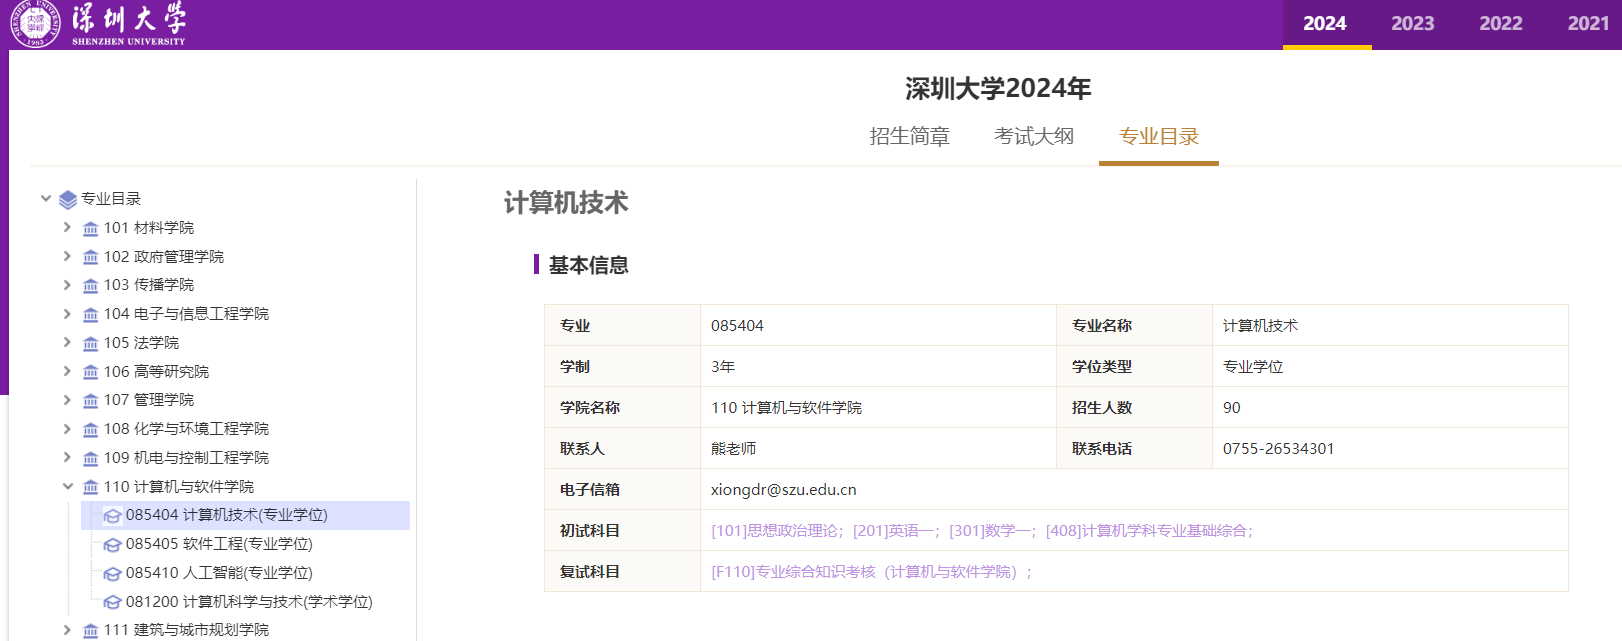 深圳大学
SHENZHEN UNIVERSITY
2024 2023 2022 2021
深圳大学2024年
招生简章 考试大纲 专业目录
专业目录
101 材料学院
102 政府管理学院
103 传播学院
104 电子与信息工程学院
105 法学院
106 高等研究院
107 管理学院
108 化学与环境工程学院
109 机电与控制工程学院
110 计算机与软件学院
085404 计算机技术(专业学位)
085405 软件工程(专业学位)
085410 人工智能(专业学位)
081200 计算机科学与技术(学术学位)
111 建筑与城市规划学院
计算机技术
基本信息
专业 085404 专业名称 计算机技术
学制 3年 学位类型 专业学位
学院名称 110 计算机与软件学院 招生人数 90
联系人 熊老师 联系电话 0755-26534301
电子信箱 xiongdr@szu.edu.cn
初试科目 [101]思想政治理论；[201]英语一；[301]数学一；[408]计算机学科专业基础综合；
复试科目 [F110]专业综合知识考核（计算机与软件学院）；